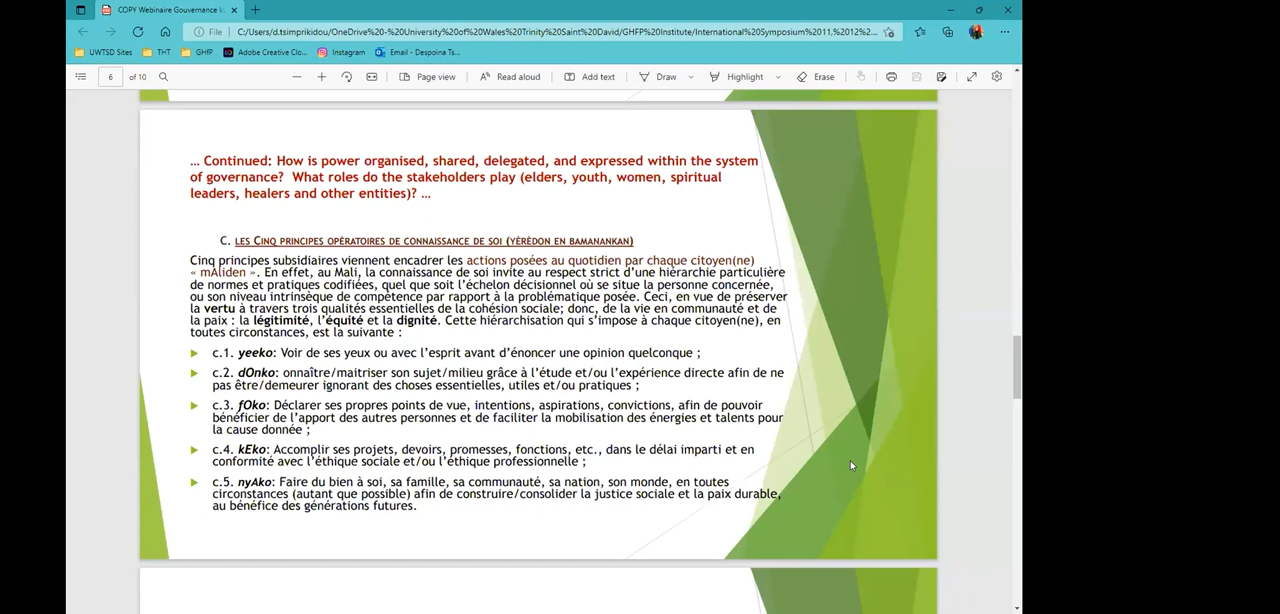 COPY Webinaire Gouvernance k
File
C:/Users/d.tsimprikidou/OneDrive%20-%20University%20of%20Wales%20Trinity%20Saint%20David/GHFP%20Institute/International%20Symposium%2011,%2012%2...
UWTSD Sites THT GHFP Adobe Creative Clo... Instagram Email - Despoina Ts...
6 of 10 Page view Read aloud Add text Draw Highlight Erase
... Continued: How is power organised, shared, delegated, and expressed within the system
of governance? What roles do the stakeholders play (elders, youth, women, spiritual
leaders, healers and other entities)? ...
C. LES CINQ PRINCIPES OPÉRATOIRES DE CONNAISSANCE DE SOI (YÈRÈDON EN BAMANANKAN)
Cinq principes subsidiaires viennent encadrer les actions posées au quotidien par chaque citoyen(ne)
« mAliden ». En effet, au Mali, la connaissance de soi invite au respect strict d'une hiérarchie particulière
de normes et pratiques codifiées, quel que soit l'échelon décisionnel où se situe la personne concernée,
ou son niveau intrinsèque de compétence par rapport à la problématique posée. Ceci, en vue de préserver
la vertu à travers trois qualités essentielles de la cohésion sociale; donc, de la vie en communauté et de
la paix : la légitimité, l'équité et la dignité. Cette hiérarchisation qui s'impose à chaque citoyen(ne), en
toutes circonstances, est la suivante :
c.1. yeeko: Voir de ses yeux ou avec l'esprit avant d'énoncer une opinion quelconque ;
c.2. dOnko: onnaître/maitriser son sujet/milieu grâce à l'étude et/ou l'expérience directe afin de ne
pas être/demeurer ignorant des choses essentielles, utiles et/ou pratiques ;
c.3. fOko: Déclarer ses propres points de vue, intentions, aspirations, convictions, afin de pouvoir
bénéficier de l'apport des autres personnes et de faciliter la mobilisation des énergies et talents pour
la cause donnée ;
c.4. kEko: Accomplir ses projets, devoirs, promesses, fonctions, etc., dans le délai imparti et en
conformité avec l'éthique sociale et/ou l'éthique professionnelle ;
c.5. nyAko: Faire du bien à soi, sa famille, sa communauté, sa nation, son monde, en toutes
circonstances (autant que possible) afin de construire/consolider la justice sociale et la paix durable,
au bénéfice des générations futures.